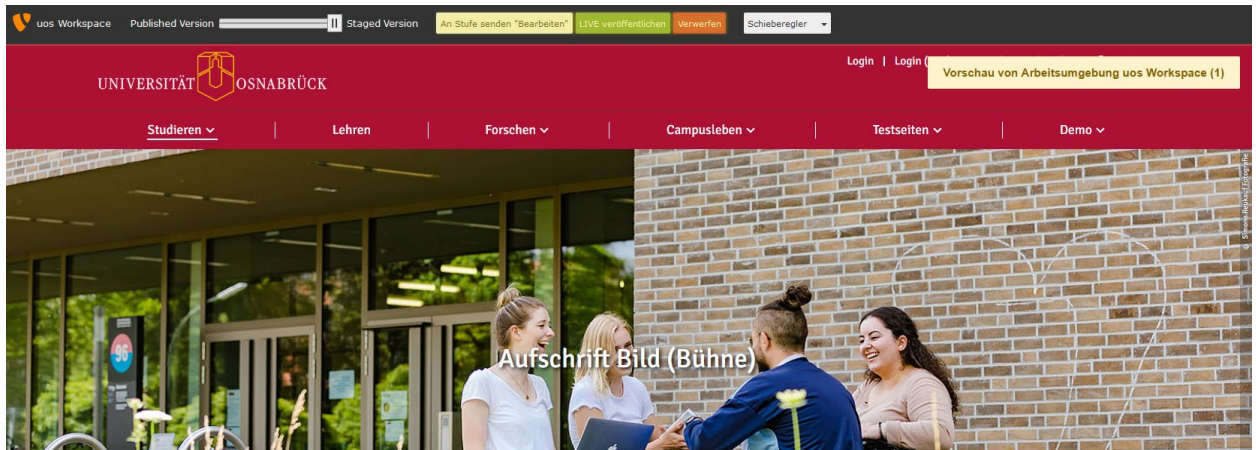 uos Workspace
Published Version
Staged Version
An Stufe senden "Bearbeiten"
LIVE veröffentlichen
Verwerfen
Schieberegler
Login | Login (
Vorschau von Arbeitsumgebung uos Workspace (1)
UNIVERSITÄT OSNABRÜCK
Studieren
Lehren
Forschen
Campusleben
Testseiten
Demo
96
Aufschrift Bild (Bühne)